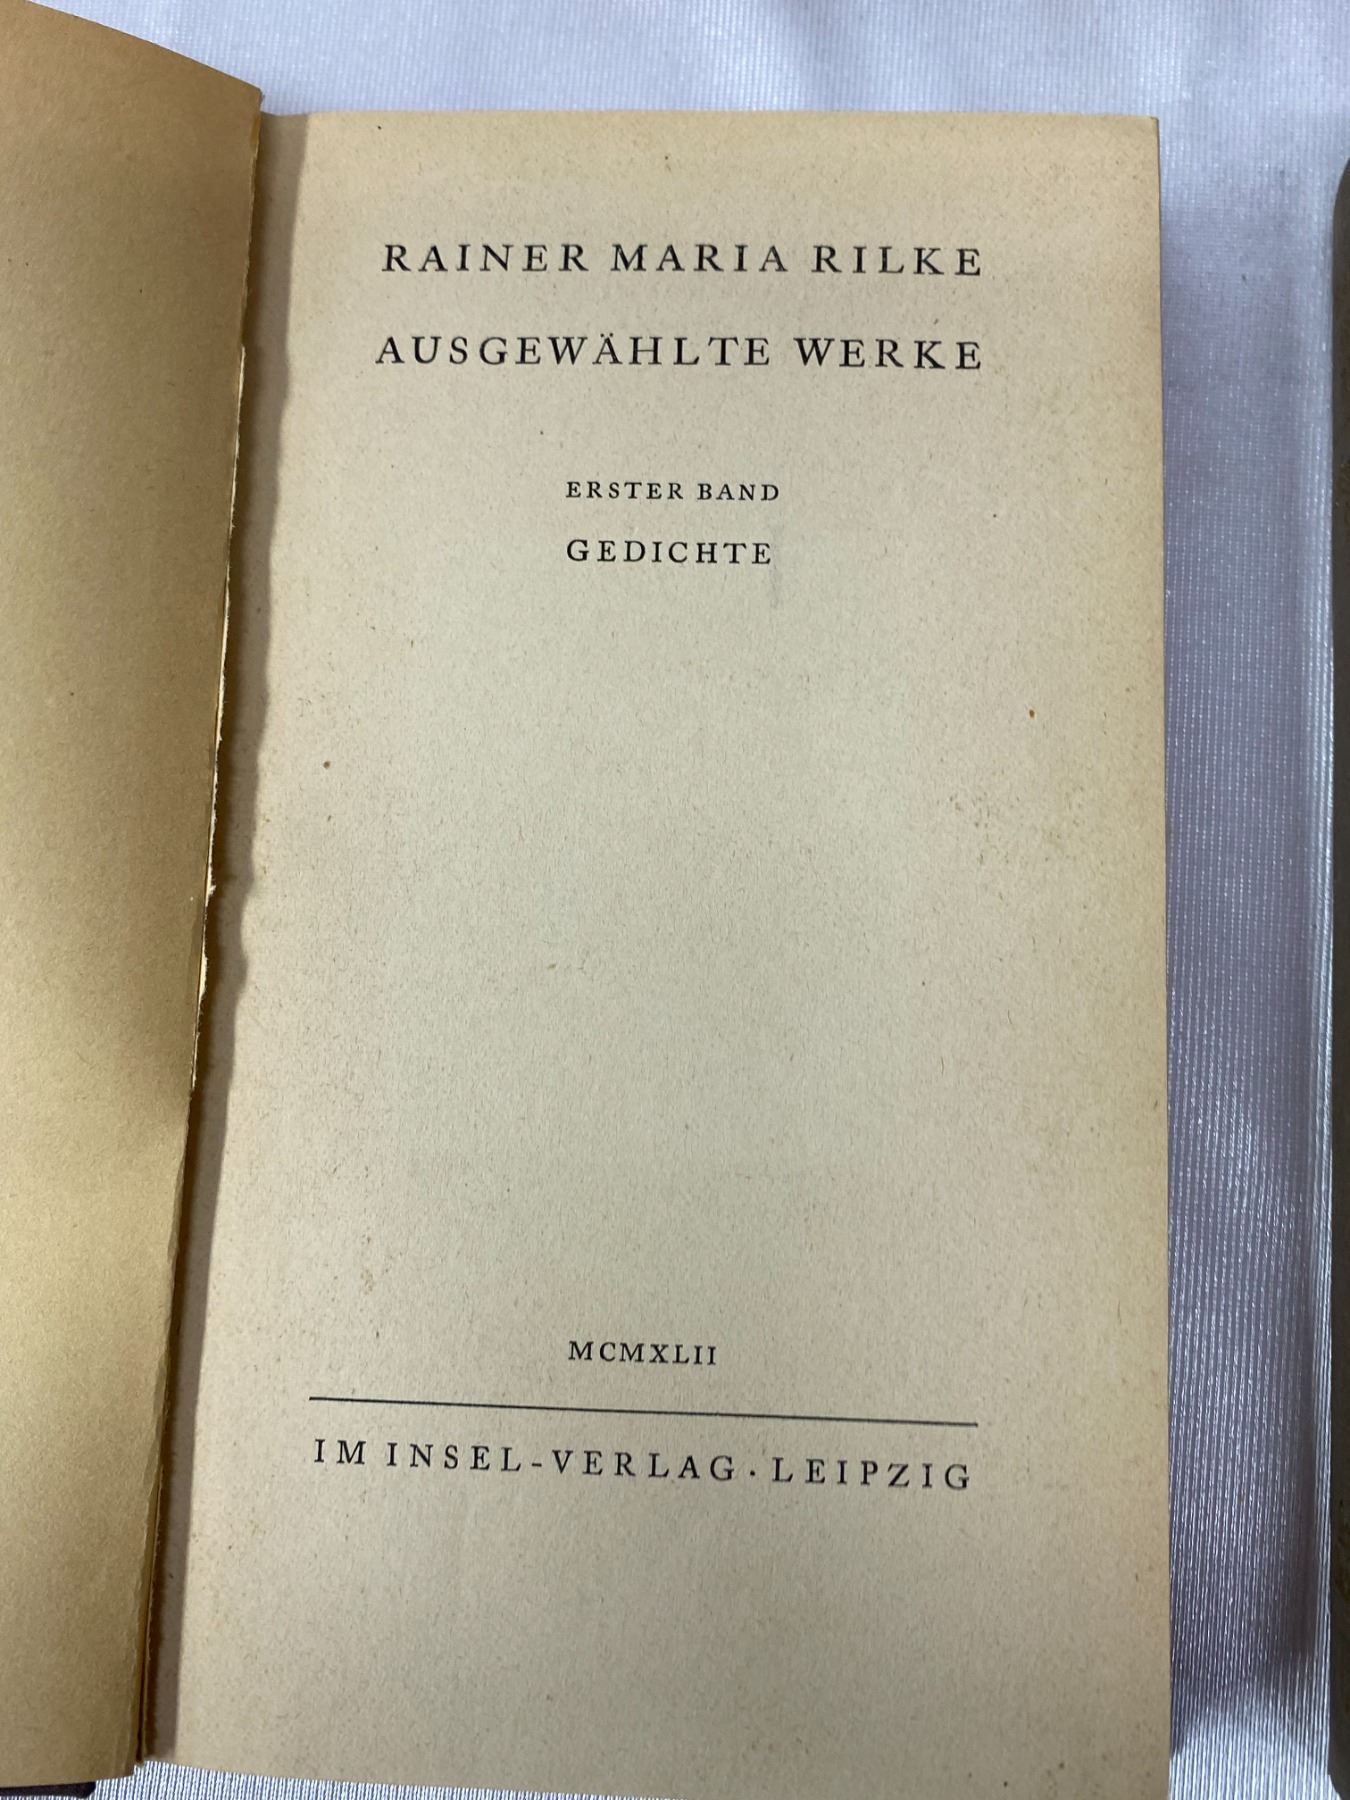 RAINER MARIA RILKE
AUSGEWÄHLTE WERKE
ERSTER BAND
GEDICHTE
MCMXLII
IM INSEL-VERLAG · LEIPZIG